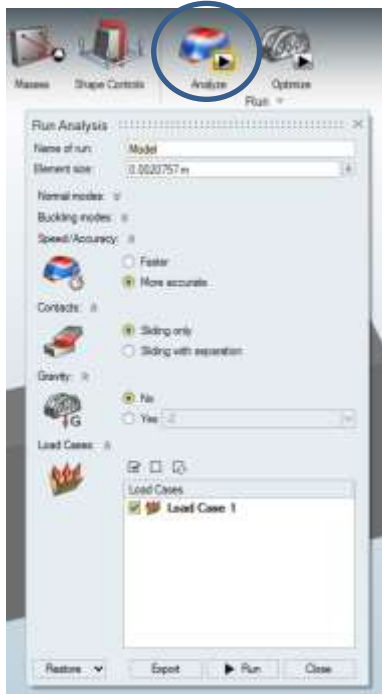 Masses Shape Controls Analyze Optimize
Run
Run Analysis
Name of run: Model
Element size: 0.0020757 m
Normal modes:
Buckling modes:
Speed/Accuracy:
Faster
More accurate
Contacts:
Sliding only
Sliding with separation
Gravity:
No
Yes -Z
G
Load Cases:
Load Cases
Load Case 1
Restore Export Run Close